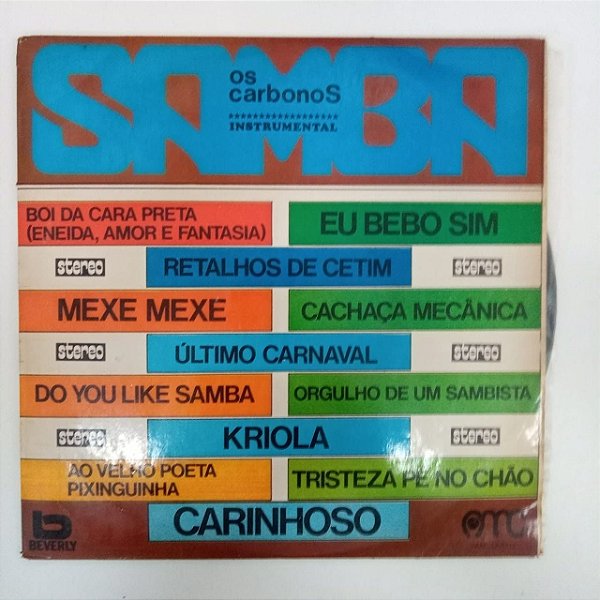 SAMBA
os
carbonoS
INSTRUMENTAL
BOI DA CARA PRETA
(ENEIDA, AMOR E FANTASIA)
EU BEBO SIM
stereo
RETALHOS DE CETIM
stereo
MEXE MEXE
CACHAÇA MECÂNICA
stereo
ÚLTIMO CARNAVAL
stereo
DO YOU LIKE SAMBA
ORGULHO DE UM SAMBISTA
stereo
KRIOLA
stereo
AO VELHO POETA
PIXINGUINHA
TRISTEZA PÉ NO CHÃO
CARINHOSO
b
BEVERLY